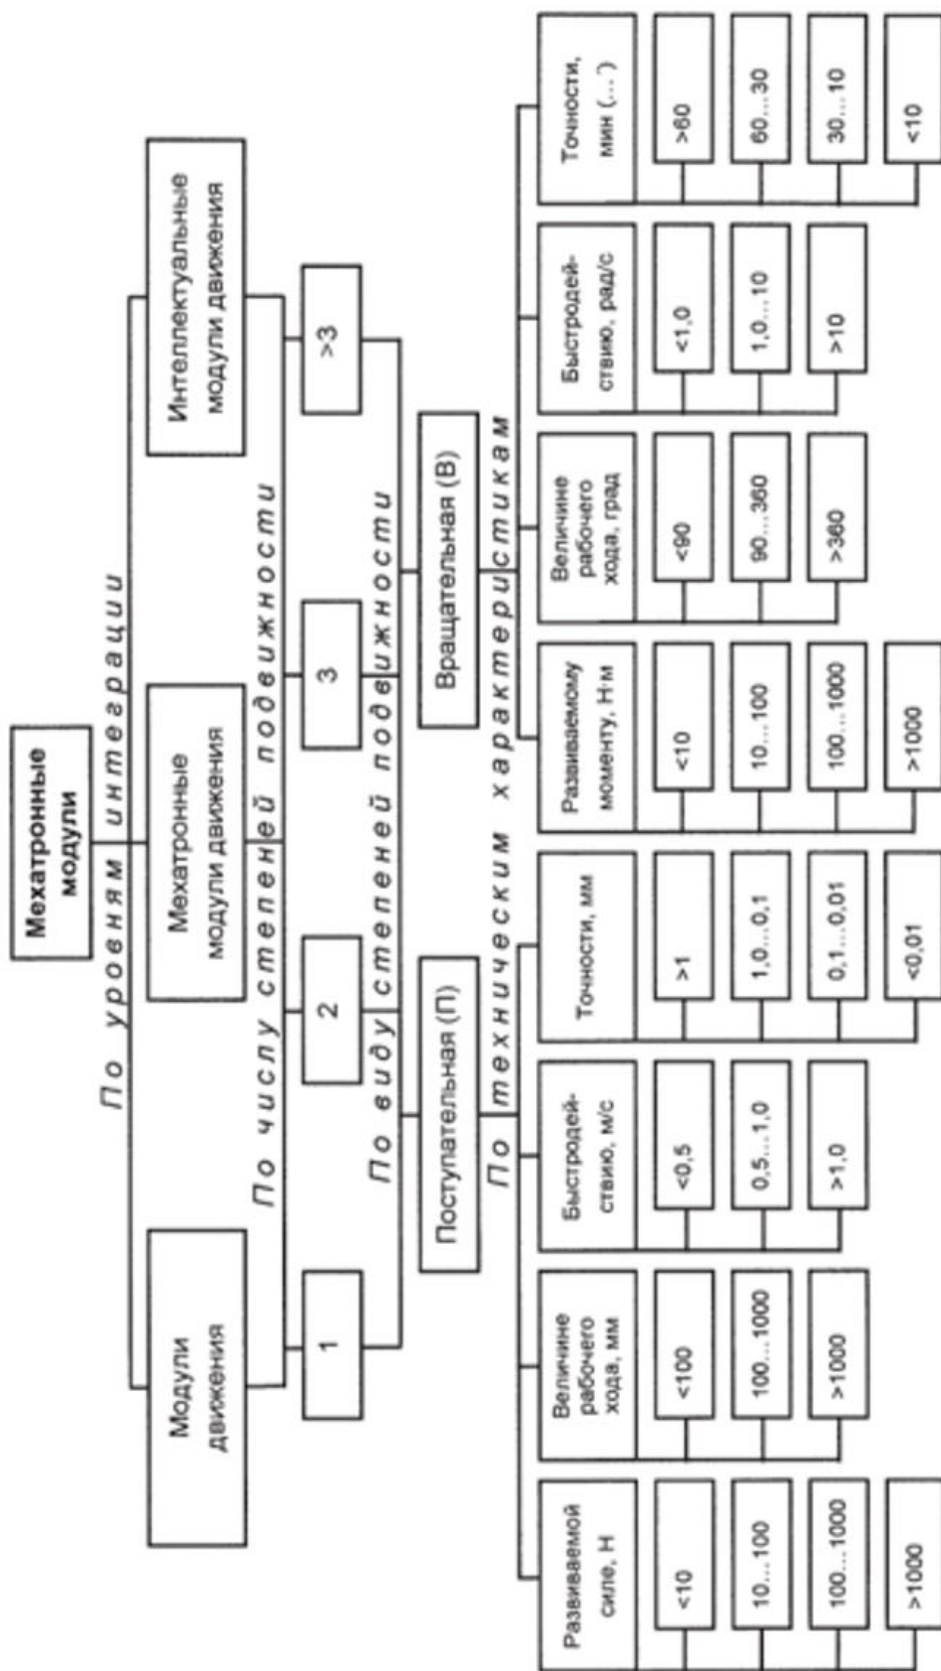 Мехатронные
модули
По уровням интеграции
Модули
движения
Мехатронные
модули движения
Интеллектуальные
модули движения
По числу степеней подвижности
1
2
3
>3
По виду степеней подвижности
Поступательная (П)
Вращательная (В)
По техническим характеристикам
Развиваемой
силе, Н
<10
10...100
100...1000
>1000
Величине
рабочего
хода, мм
<100
100...1000
>1000
Быстродей-
ствию, м/с
<0,5
0,5...1,0
>1,0
Точности, мм
>1
1,0...0,1
0,1...0,01
<0,01
Развиваемому
моменту, Н·м
<10
10...100
100...1000
>1000
Величине
рабочего
хода, град
<90
90...360
>360
Быстродей-
ствию, рад/с
<1,0
1,0...10
>10
Точности,
мин (...')
>60
60...30
30...10
<10